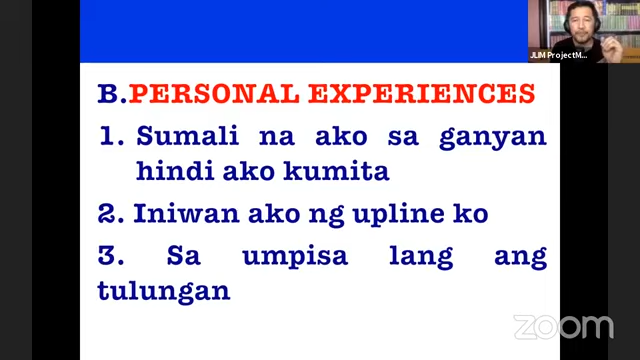 JLIM ProjectM...
B.PERSONAL EXPERIENCES
1. Sumali na ako sa ganyan
hindi ako kumita
2. Iniwan ako ng upline ko
3. Sa umpisa lang ang
tulungan
zoom